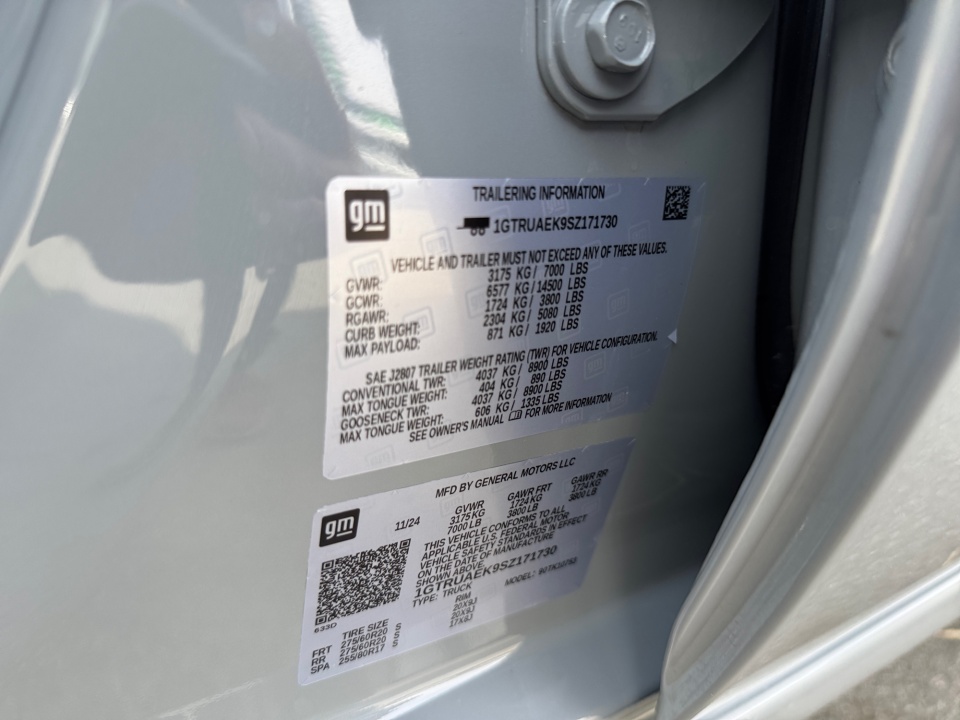 gm
TRAILERING INFORMATION
1GTRUAEK9SZ171730
VEHICLE AND TRAILER MUST NOT EXCEED ANY OF THESE VALUES.
GVWR: 3175 KG / 7000 LBS
GCWR: 6577 KG / 14500 LBS
RGAWR: 1724 KG / 3800 LBS
CURB WEIGHT: 2304 KG / 5080 LBS
MAX PAYLOAD: 871 KG / 1920 LBS
SAE J2807 TRAILER WEIGHT RATING (TWR) FOR VEHICLE CONFIGURATION.
CONVENTIONAL TWR: 4037 KG / 8900 LBS
MAX TONGUE WEIGHT: 404 KG / 890 LBS
GOOSENECK TWR: 4037 KG / 8900 LBS
MAX TONGUE WEIGHT: 606 KG / 1335 LBS
SEE OWNER'S MANUAL FOR MORE INFORMATION
MFD BY GENERAL MOTORS LLC
gm
11/24
GVWR GAWR FRT GAWR RR
3175KG 1724KG 1724KG
7000 LB 3800 LB 3800 LB
THIS VEHICLE CONFORMS TO ALL
APPLICABLE U.S. FEDERAL MOTOR
VEHICLE SAFETY STANDARDS IN EFFECT
ON THE DATE OF MANUFACTURE
SHOWN ABOVE.
1GTRUAEK9SZ171730
TYPE: TRUCK MODEL:
633D
TIRE SIZE RIM
FRT 275/60R20 S 20X9J
RR 275/60R20 S 20X9J
SPA 255/80R17 S 17X8J